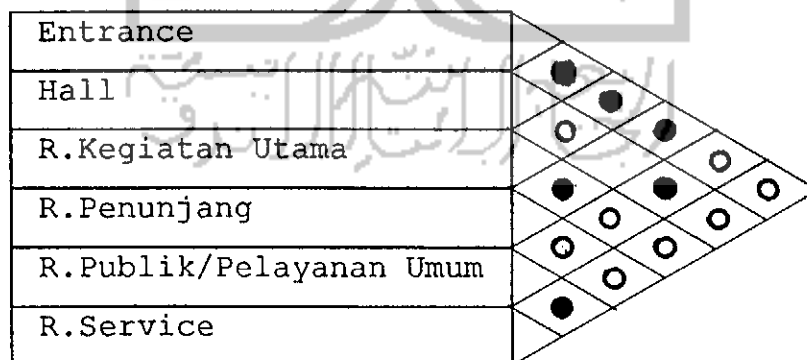 Entrance
Hall
R.Kegiatan Utama
R.Penunjang
R.Publik/Pelayanan Umum
R.Service